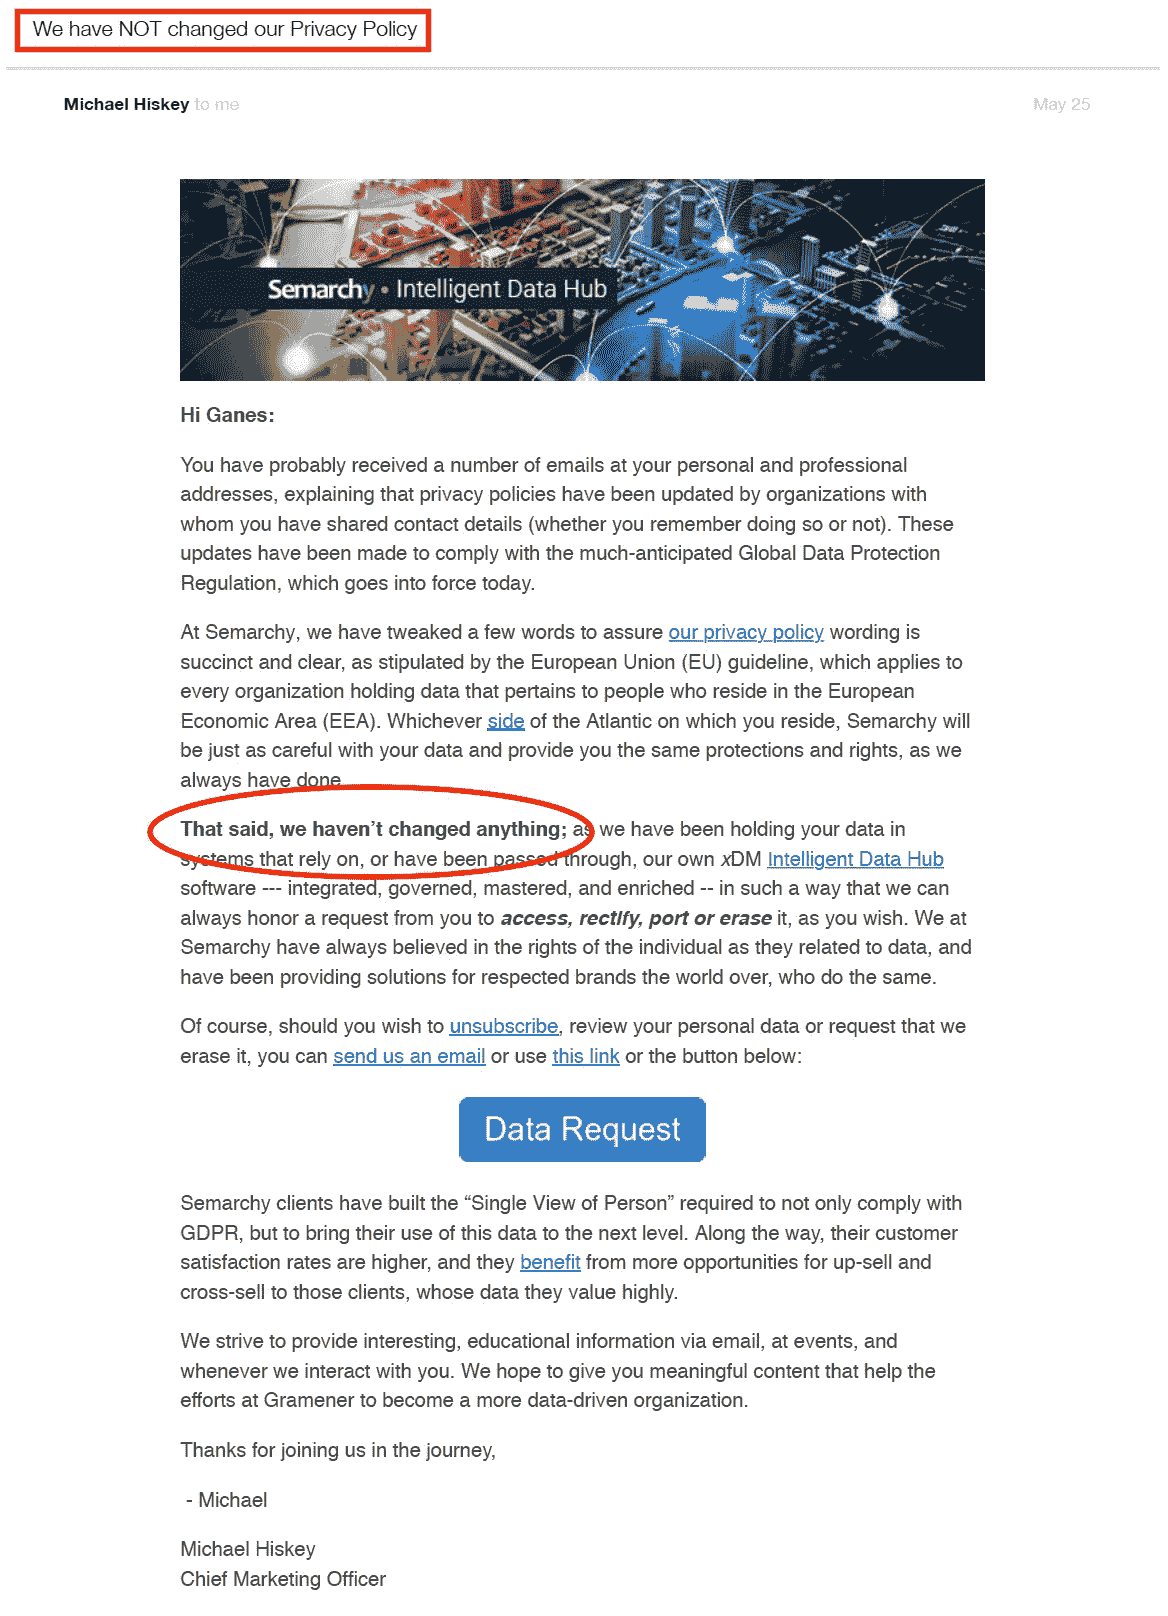 We have NOT changed our Privacy Policy
Michael Hiskey to me
May 25
Semarchy • Intelligent Data Hub
Hi Ganes:
You have probably received a number of emails at your personal and professional
addresses, explaining that privacy policies have been updated by organizations with
whom you have shared contact details (whether you remember doing so or not). These
updates have been made to comply with the much-anticipated Global Data Protection
Regulation, which goes into force today.
At Semarchy, we have tweaked a few words to assure our privacy policy wording is
succinct and clear, as stipulated by the European Union (EU) guideline, which applies to
every organization holding data that pertains to people who reside in the European
Economic Area (EEA). Whichever side of the Atlantic on which you reside, Semarchy will
be just as careful with your data and provide you the same protections and rights, as we
always have done.
That said, we haven't changed anything; as we have been holding your data in
systems that rely on, or have been passed through, our own xDM Intelligent Data Hub
software --- integrated, governed, mastered, and enriched -- in such a way that we can
always honor a request from you to access, rectify, port or erase it, as you wish. We at
Semarchy have always believed in the rights of the individual as they related to data, and
have been providing solutions for respected brands the world over, who do the same.
Of course, should you wish to unsubscribe, review your personal data or request that we
erase it, you can send us an email or use this link or the button below:
Data Request
Semarchy clients have built the “Single View of Person” required to not only comply with
GDPR, but to bring their use of this data to the next level. Along the way, their customer
satisfaction rates are higher, and they benefit from more opportunities for up-sell and
cross-sell to those clients, whose data they value highly.
We strive to provide interesting, educational information via email, at events, and
whenever we interact with you. We hope to give you meaningful content that help the
efforts at Gramener to become a more data-driven organization.
Thanks for joining us in the journey,
- Michael
Michael Hiskey
Chief Marketing Officer